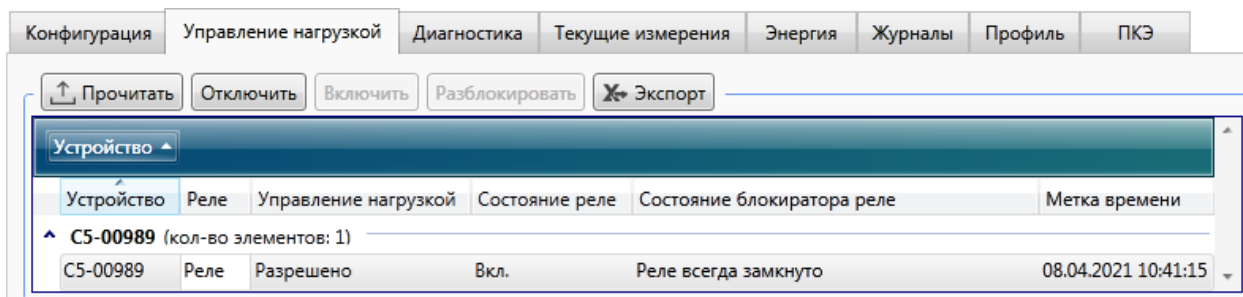 Конфигурация Управление нагрузкой Диагностика Текущие измерения Энергия Журналы Профиль ПКЭ
Прочитать Отключить Включить Разблокировать Экспорт
Устройство
Устройство Реле Управление нагрузкой Состояние реле Состояние блокиратора реле Метка времени
C5-00989 (кол-во элементов: 1)
C5-00989 Реле Разрешено Вкл. Реле всегда замкнуто 08.04.2021 10:41:15